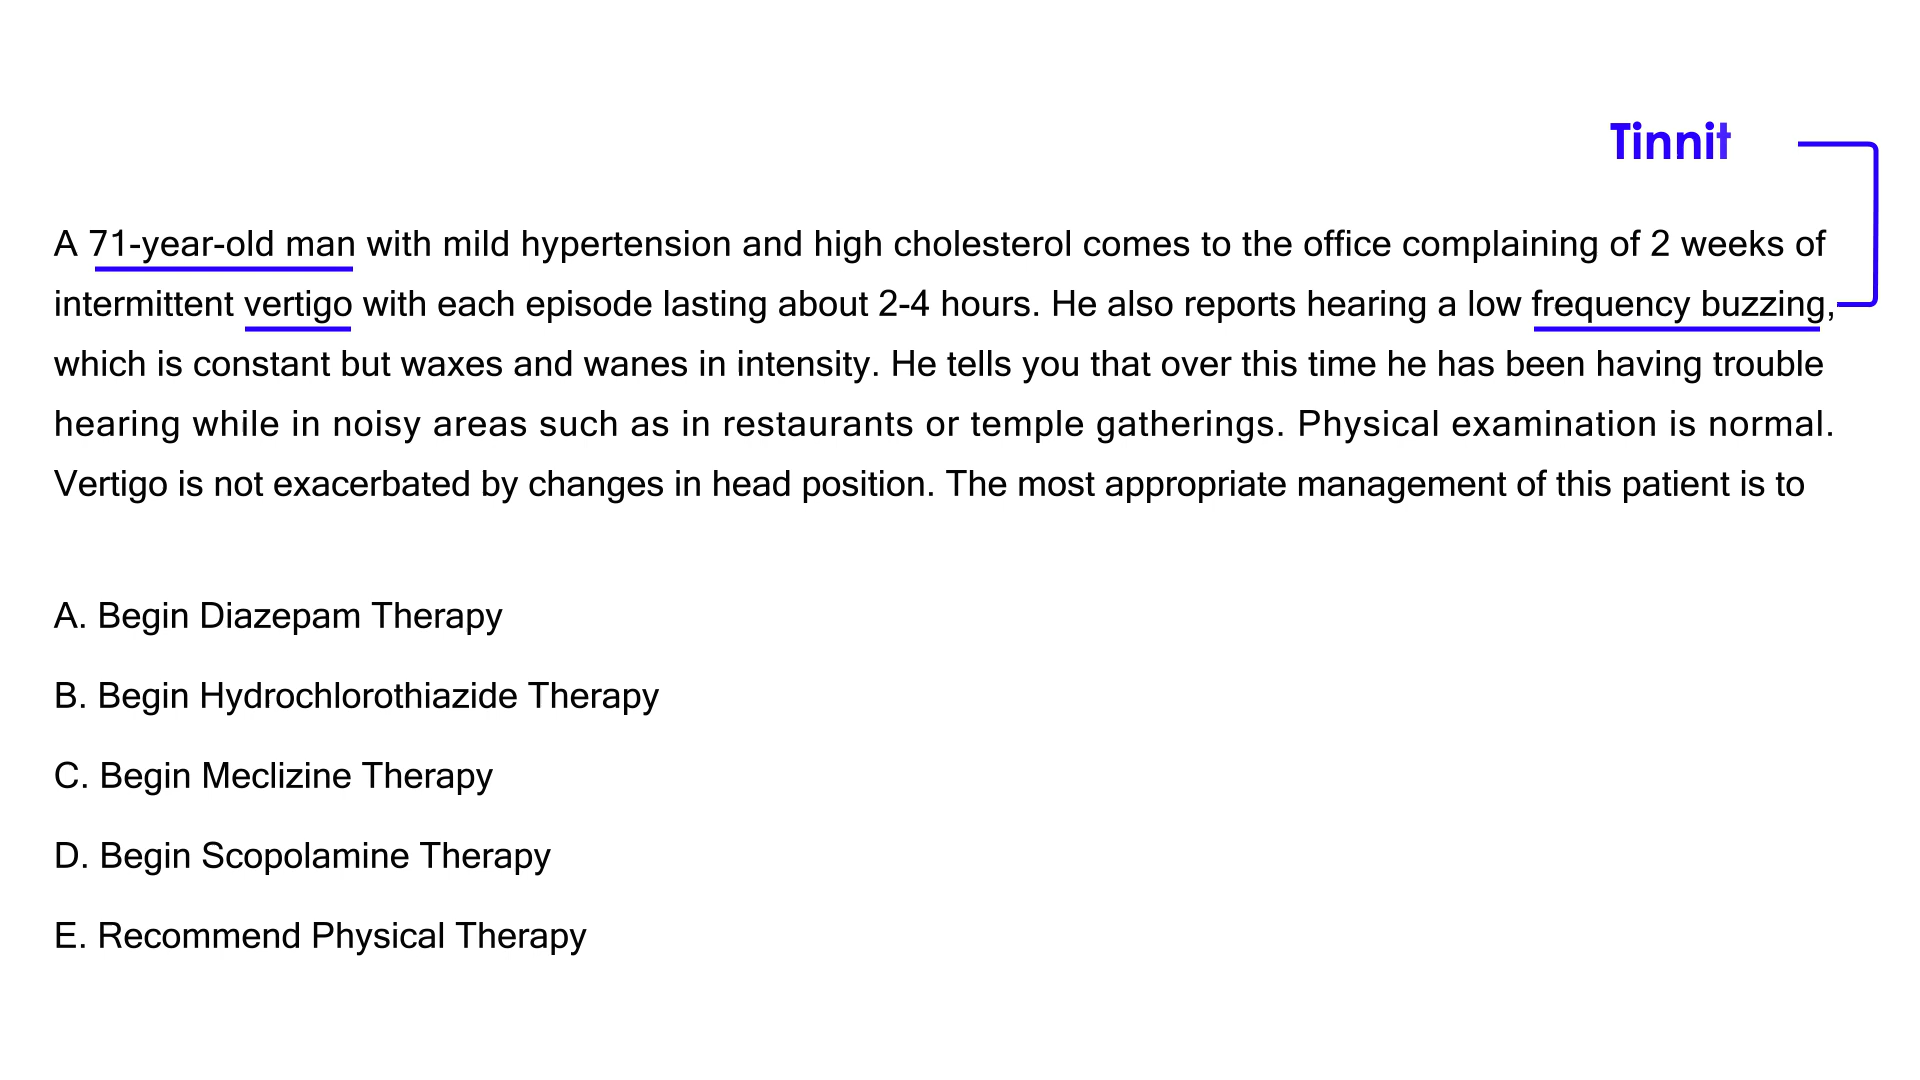 Tinnit
A 71-year-old man with mild hypertension and high cholesterol comes to the office complaining of 2 weeks of
intermittent vertigo with each episode lasting about 2-4 hours. He also reports hearing a low frequency buzzing,
which is constant but waxes and wanes in intensity. He tells you that over this time he has been having trouble
hearing while in noisy areas such as in restaurants or temple gatherings. Physical examination is normal.
Vertigo is not exacerbated by changes in head position. The most appropriate management of this patient is to
A. Begin Diazepam Therapy
B. Begin Hydrochlorothiazide Therapy
C. Begin Meclizine Therapy
D. Begin Scopolamine Therapy
E. Recommend Physical Therapy